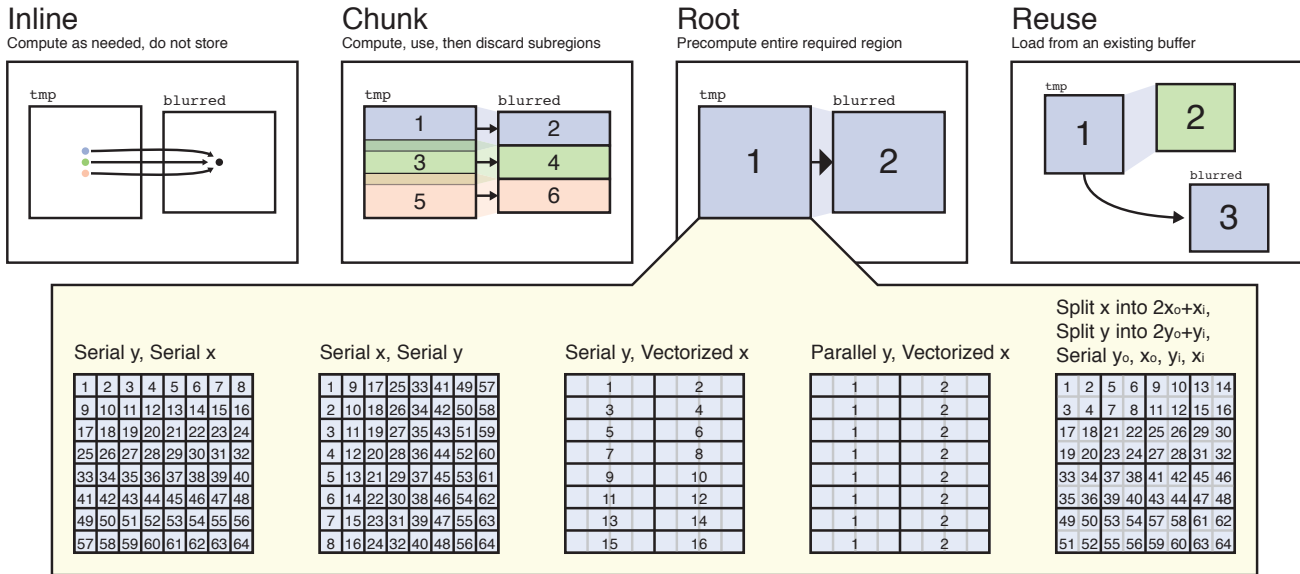 Inline
Compute as needed, do not store
tmp
blurred
Chunk
Compute, use, then discard subregions
tmp
blurred
1
2
3
4
5
6
Root
Precompute entire required region
tmp
blurred
1
2
Reuse
Load from an existing buffer
tmp
1
2
blurred
3
Serial y, Serial x
1 2 3 4 5 6 7 8
9 10 11 12 13 14 15 16
17 18 19 20 21 22 23 24
25 26 27 28 29 30 31 32
33 34 35 36 37 38 39 40
41 42 43 44 45 46 47 48
49 50 51 52 53 54 55 56
57 58 59 60 61 62 63 64
Serial x, Serial y
1 9 17 25 33 41 49 57
2 10 18 26 34 42 50 58
3 11 19 27 35 43 51 59
4 12 20 28 36 44 52 60
5 13 21 29 37 45 53 61
6 14 22 30 38 46 54 62
7 15 23 31 39 47 55 63
8 16 24 32 40 48 56 64
Serial y, Vectorized x
1 2
3 4
5 6
7 8
9 10
11 12
13 14
15 16
Parallel y, Vectorized x
1 2
1 2
1 2
1 2
1 2
1 2
1 2
1 2
Split x into 2xₒ+xᵢ,
Split y into 2yₒ+yᵢ,
Serial yₒ, xₒ, yᵢ, xᵢ
1 2 5 6 9 10 13 14
3 4 7 8 11 12 15 16
17 18 21 22 25 26 29 30
19 20 23 24 27 28 31 32
33 34 37 38 41 42 45 46
35 36 39 40 43 44 47 48
49 50 53 54 57 58 61 62
51 52 55 56 59 60 63 64